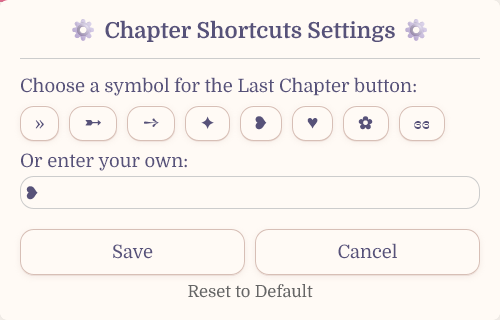 ⚙️ Chapter Shortcuts Settings ⚙️
Choose a symbol for the Last Chapter button:
» ➼ ➺ ✦ ❥ ♥ ✿ ಄
Or enter your own:
❥
Save Cancel
Reset to Default